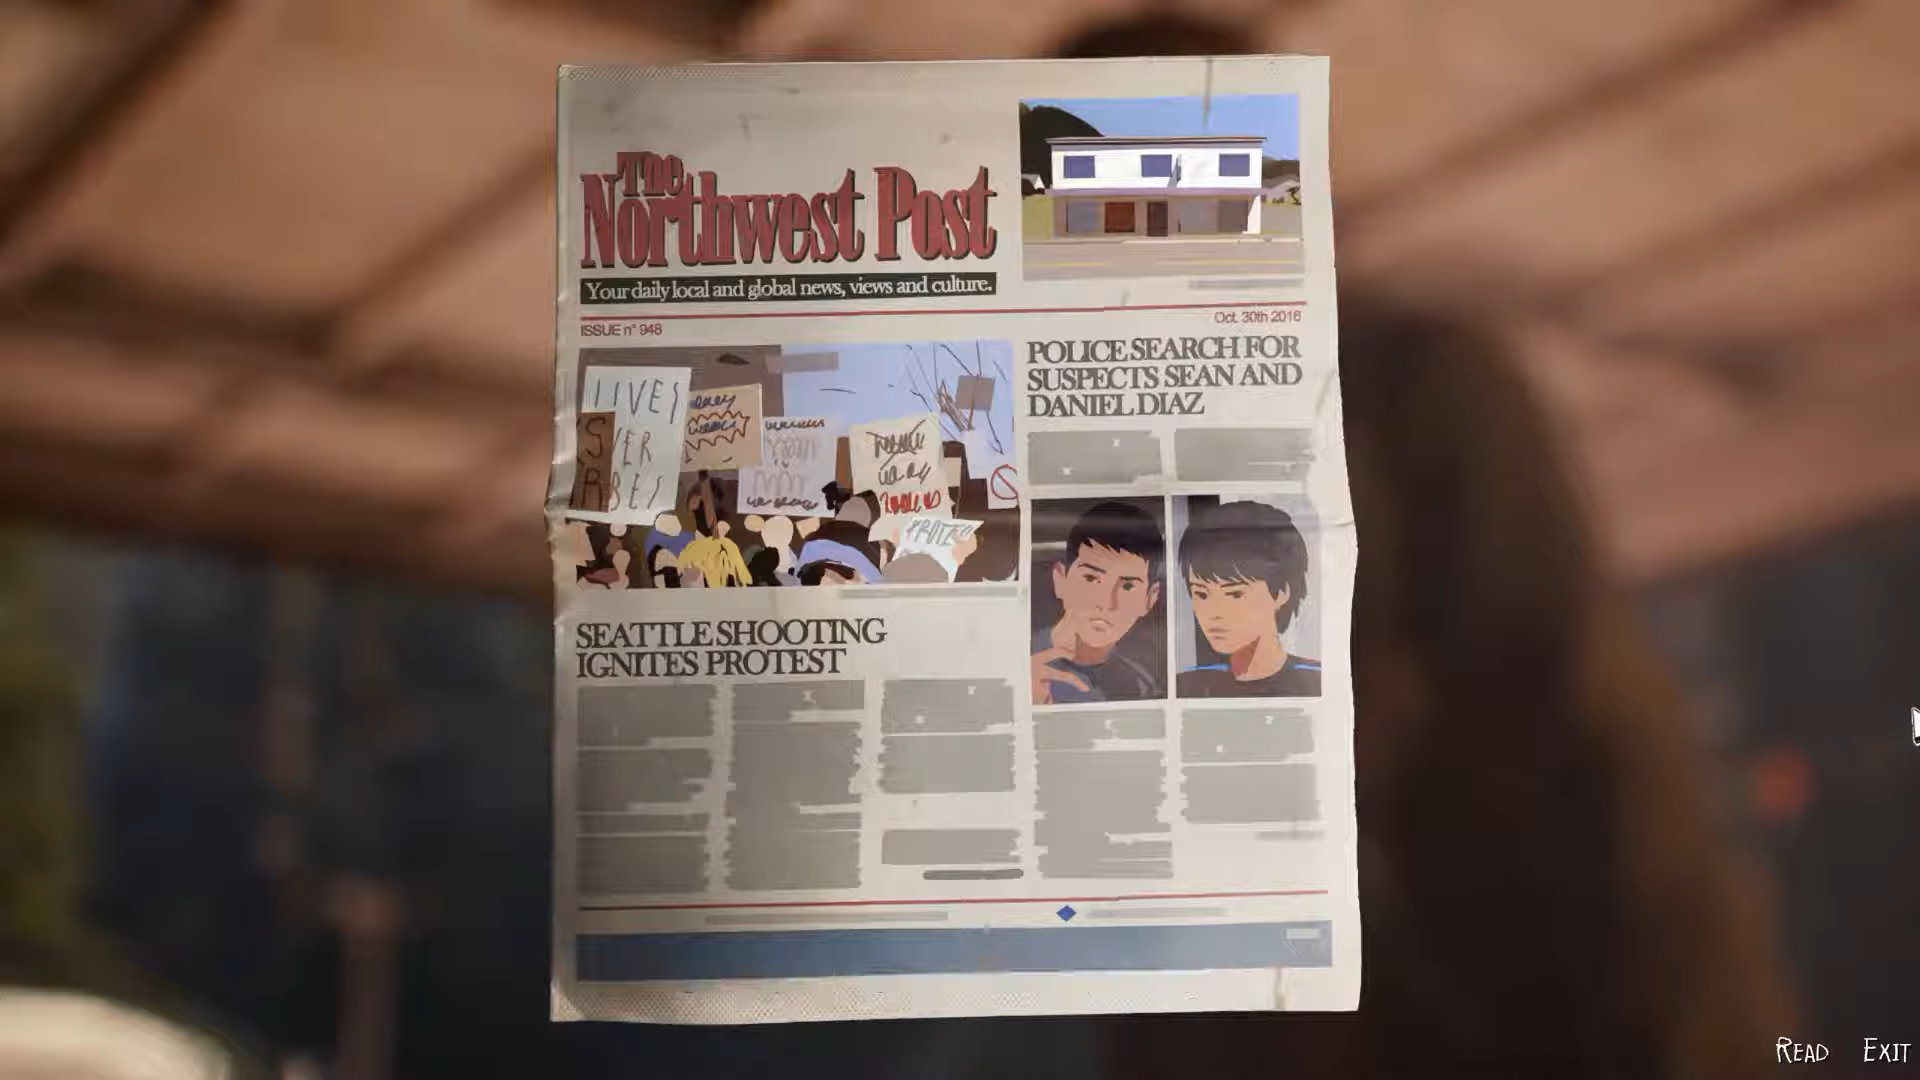 The
Northwest Post
Your daily local and global news, views and culture.
ISSUE n° 948
Oct. 30th 2016
POLICE SEARCH FOR
SUSPECTS SEAN AND
DANIEL DIAZ
LIVES
SEATTLE SHOOTING
IGNITES PROTEST
READ
EXIT